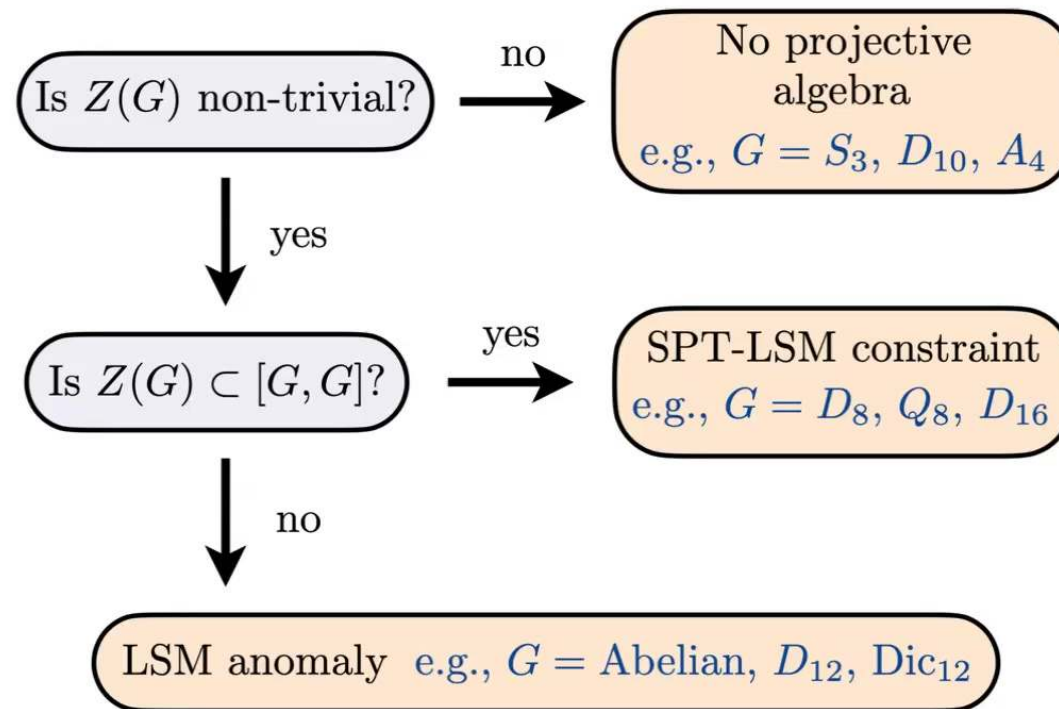 Is Z(G) non-trivial?
no
No projective
algebra
e.g., G = S₃, D₁₀, A₄
yes
Is Z(G) ⊂ [G, G]?
yes
SPT-LSM constraint
e.g., G = D₈, Q₈, D₁₆
no
LSM anomaly e.g., G = Abelian, D₁₂, Dic₁₂